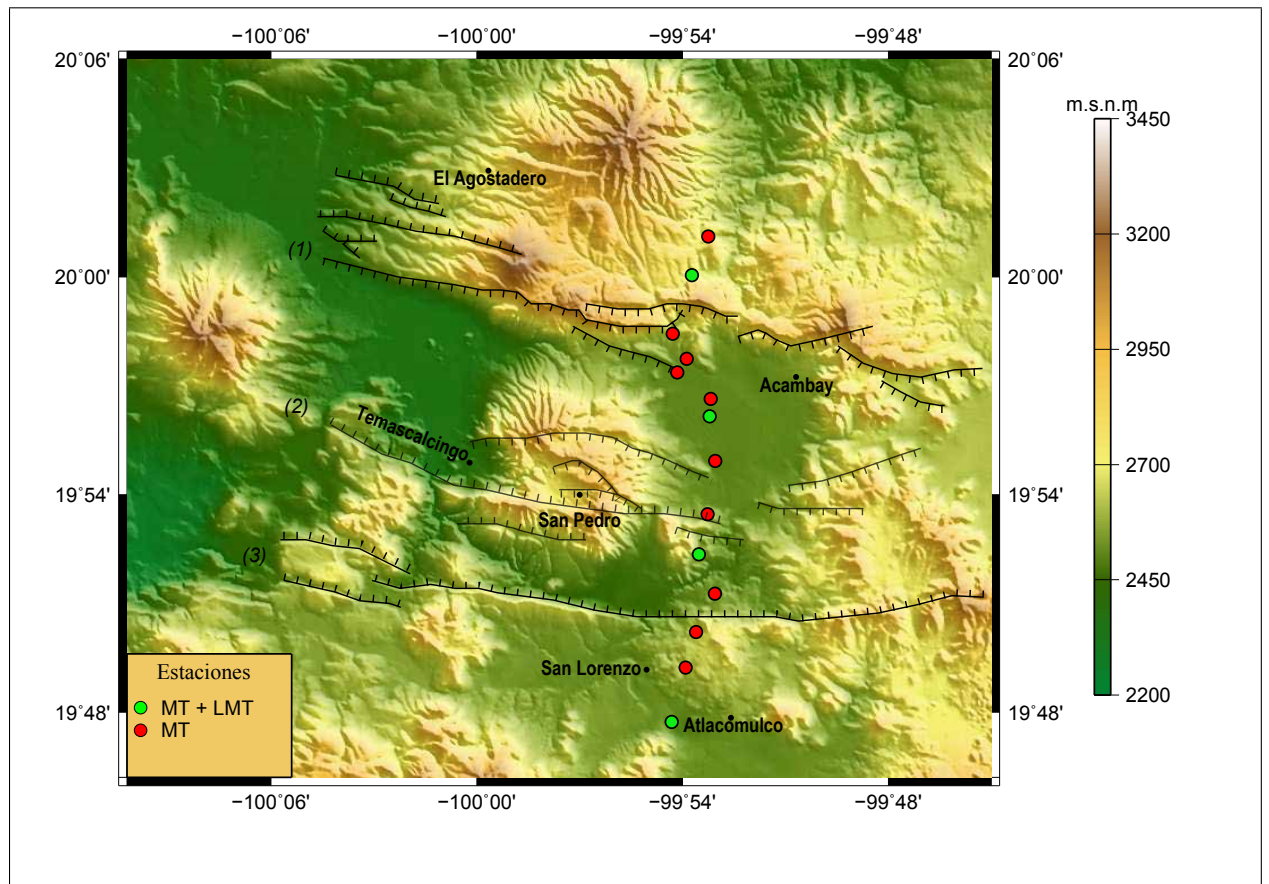 −100˚06' −100˚00' −99˚54' −99˚48'
20˚06' 20˚06'
m.s.n.m
3450
El Agostadero
3200
(1)
20˚00' 20˚00'
2950
Acambay
(2)
Temascalcingo
2700
19˚54' 19˚54'
San Pedro
(3)
2450
San Lorenzo
Estaciones
2200
MT + LMT
19˚48' 19˚48'
Atlacomulco
MT
−100˚06' −100˚00' −99˚54' −99˚48'